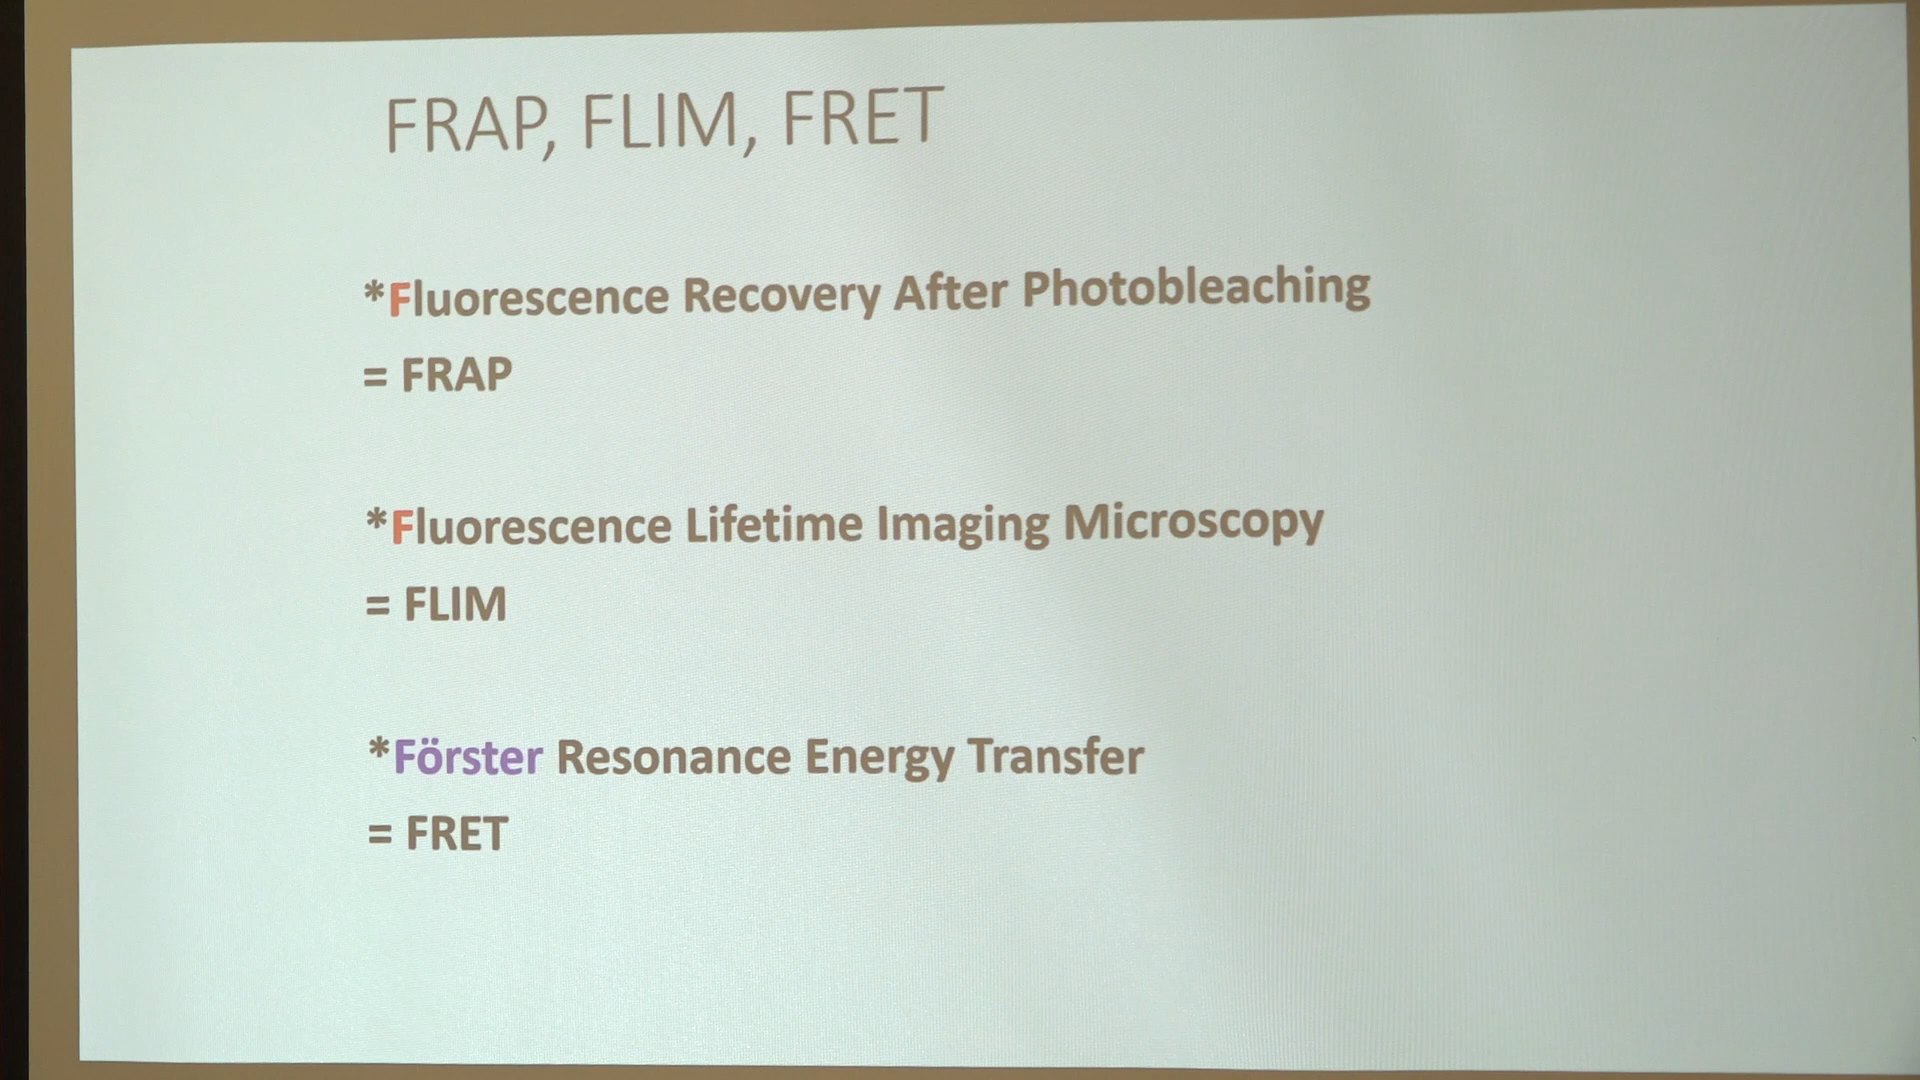 FRAP, FLIM, FRET
*Fluorescence Recovery After Photobleaching
= FRAP
*Fluorescence Lifetime Imaging Microscopy
= FLIM
*Förster Resonance Energy Transfer
= FRET